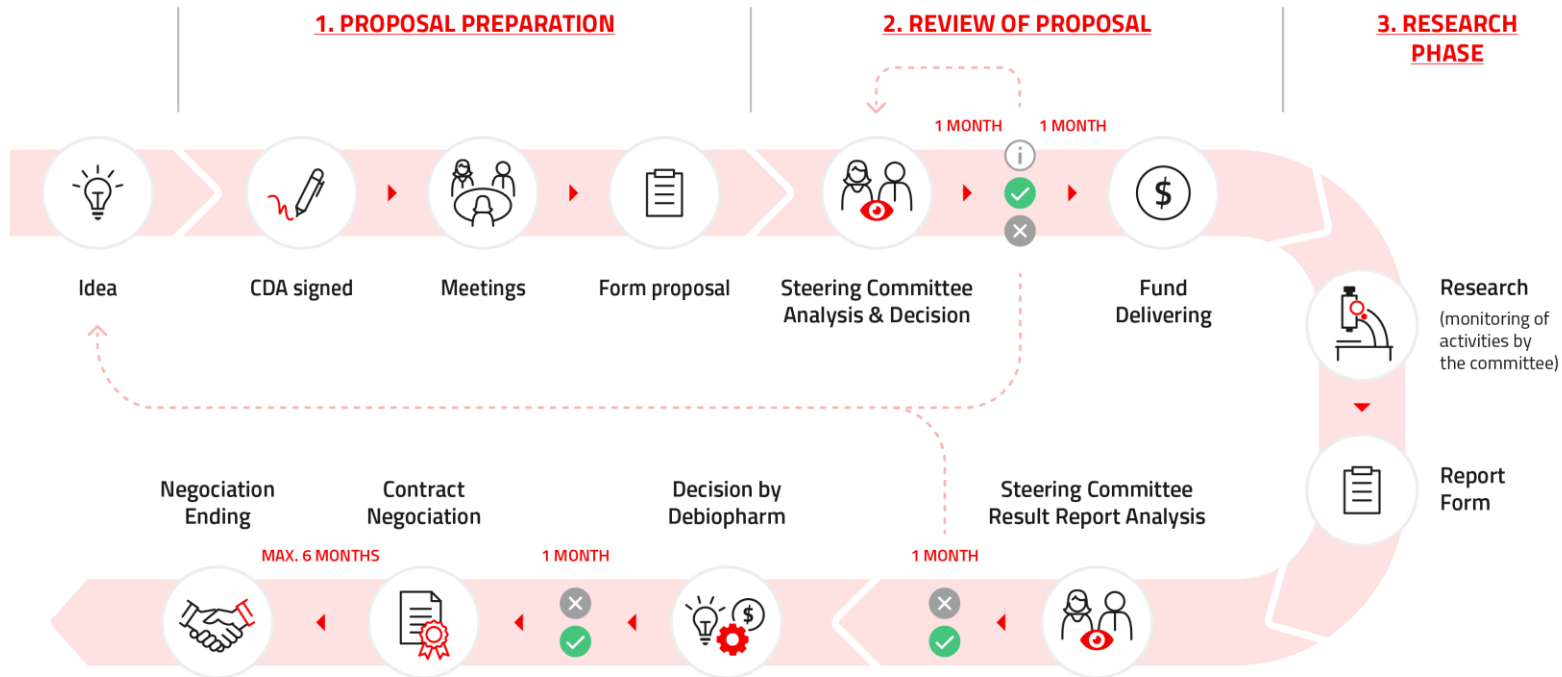 1. PROPOSAL PREPARATION
2. REVIEW OF PROPOSAL
3. RESEARCH
PHASE
1 MONTH
1 MONTH
i
$
Idea
CDA signed
Meetings
Form proposal
Steering Committee
Analysis & Decision
Fund
Delivering
Research
(monitoring of
activities by
the committee)
Report
Form
Steering Committee
Result Report Analysis
1 MONTH
Decision by
Debiopharm
$
1 MONTH
Contract
Negociation
MAX. 6 MONTHS
Negociation
Ending